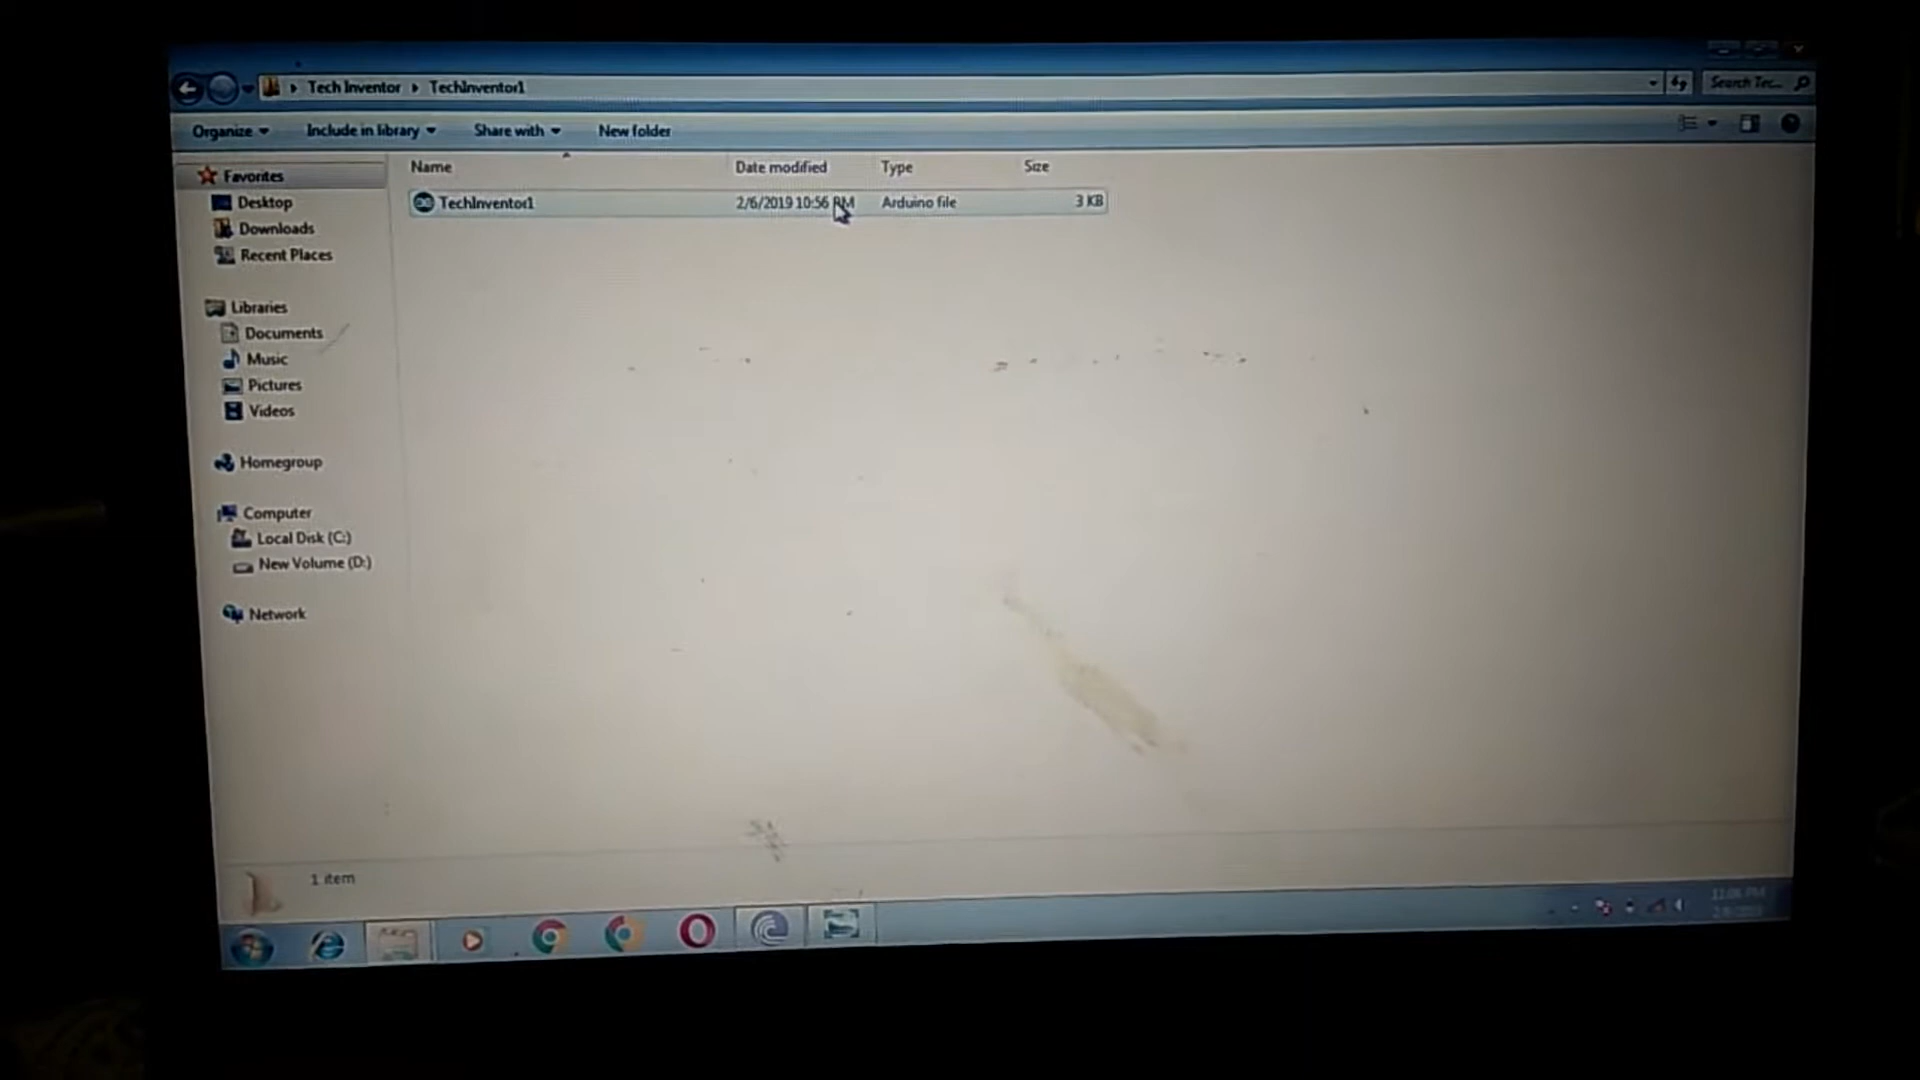 Tech Inventor TechInventor1 Search Tec...
Organize Include in library Share with New folder
Name Date modified Type Size
TechInventor1 2/6/2019 10:56 PM Arduino file 3 KB
Favorites
Desktop
Downloads
Recent Places
Libraries
Documents
Music
Pictures
Videos
Homegroup
Computer
Local Disk (C:)
New Volume (D:)
Network
1 item